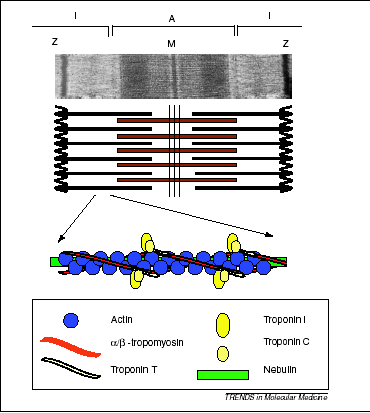 I A I
Z M Z
Actin Troponin I
α/β -tropomyosin Troponin C
Troponin T Nebulin
TRENDS in Molecular Medicine